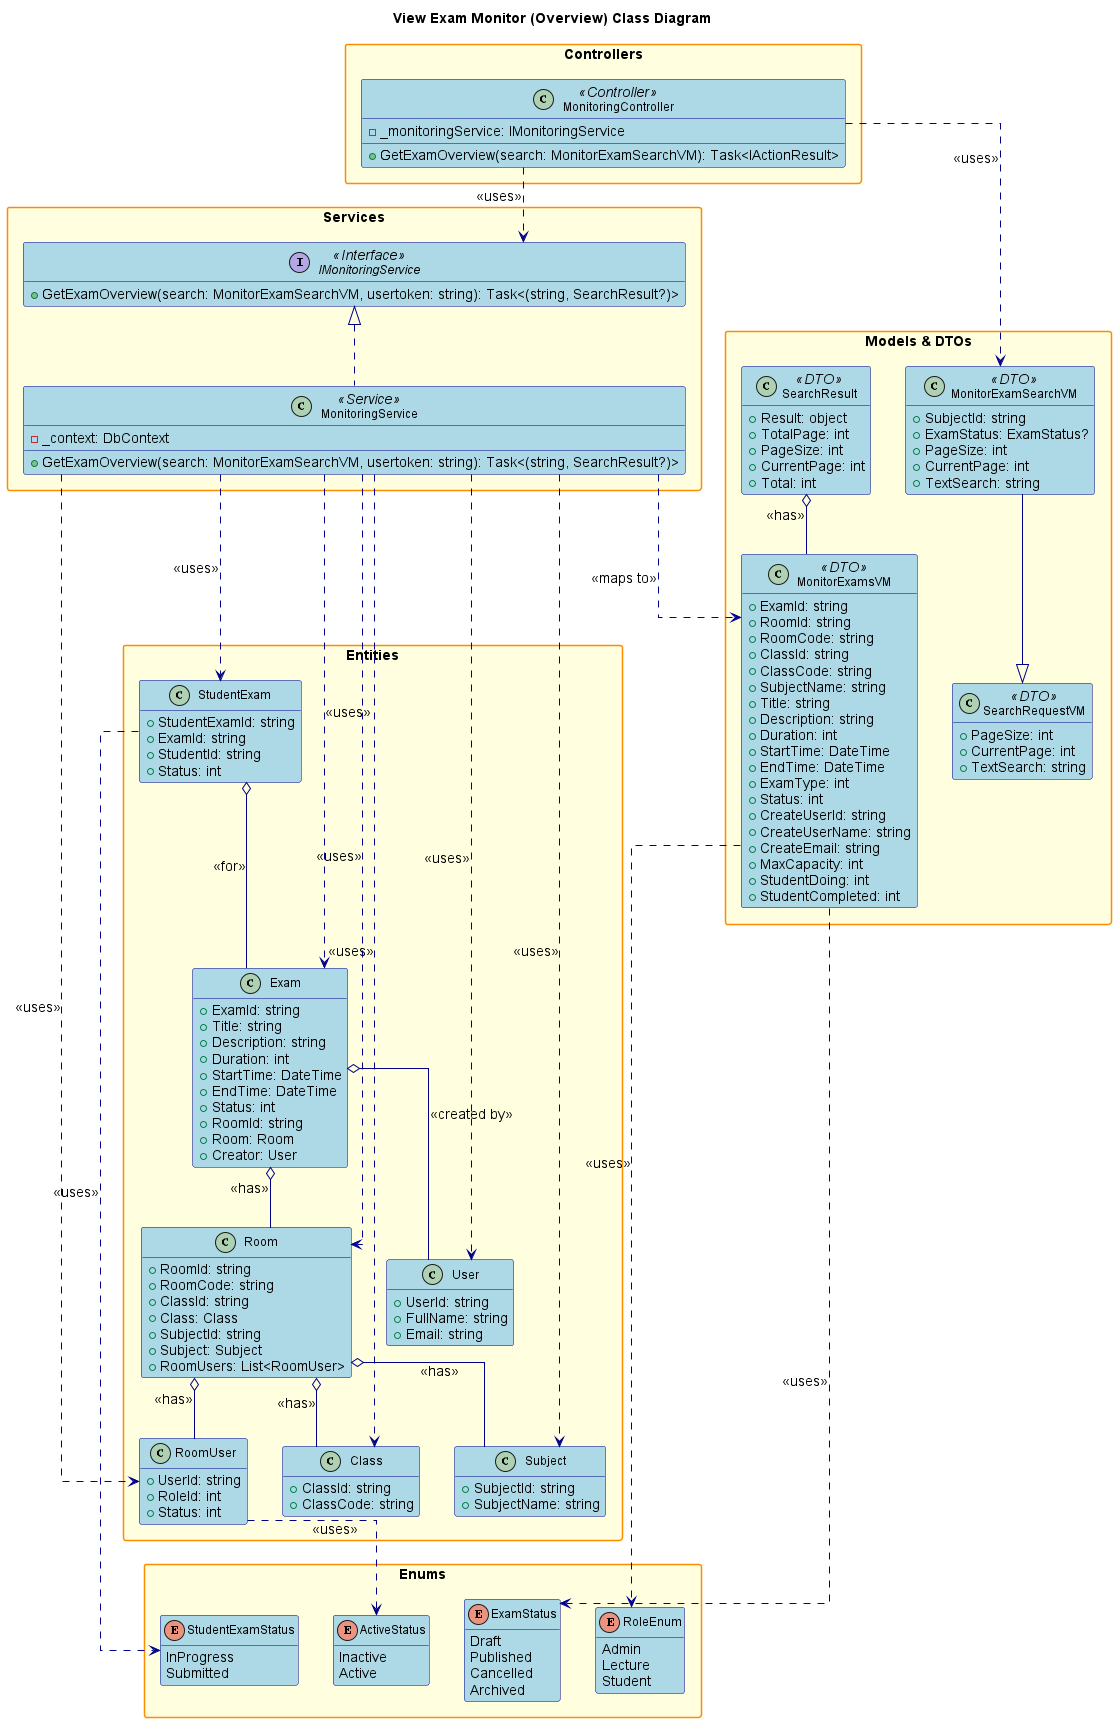 View Exam Monitor (Overview) Class Diagram
Controllers
C
«Controller»
MonitoringController
_monitoringService: IMonitoringService
GetExamOverview(search: MonitorExamSearchVM): Task<IActionResult>
«uses»
«uses»
Services
I
«Interface»
IMonitoringService
GetExamOverview(search: MonitorExamSearchVM, usertoken: string): Task<(string, SearchResult?)>
C
«Service»
MonitoringService
_context: DbContext
GetExamOverview(search: MonitorExamSearchVM, usertoken: string): Task<(string, SearchResult?)>
Models & DTOs
C
«DTO»
SearchResult
Result: object
TotalPage: int
PageSize: int
CurrentPage: int
Total: int
C
«DTO»
MonitorExamSearchVM
SubjectId: string
ExamStatus: ExamStatus?
PageSize: int
CurrentPage: int
TextSearch: string
«has»
«uses»
«maps to»
C
«DTO»
MonitorExamsVM
ExamId: string
RoomId: string
RoomCode: string
ClassId: string
ClassCode: string
SubjectName: string
Title: string
Description: string
Duration: int
StartTime: DateTime
EndTime: DateTime
ExamType: int
Status: int
CreateUserId: string
CreateUserName: string
CreateEmail: string
MaxCapacity: int
StudentDoing: int
StudentCompleted: int
C
«DTO»
SearchRequestVM
PageSize: int
CurrentPage: int
TextSearch: string
Entities
C
StudentExam
StudentExamId: string
ExamId: string
StudentId: string
Status: int
«uses»
«for»
«uses»
«uses»
«uses»
«uses»
«uses»
C
Exam
ExamId: string
Title: string
Description: string
Duration: int
StartTime: DateTime
EndTime: DateTime
Status: int
RoomId: string
Room: Room
Creator: User
«created by»
«uses»
«uses»
«has»
C
Room
RoomId: string
RoomCode: string
ClassId: string
Class: Class
SubjectId: string
Subject: Subject
RoomUsers: List<RoomUser>
C
User
UserId: string
FullName: string
Email: string
«has»
«has»
«has»
«uses»
C
RoomUser
UserId: string
RoleId: int
Status: int
C
Class
ClassId: string
ClassCode: string
C
Subject
SubjectId: string
SubjectName: string
«uses»
Enums
E
StudentExamStatus
InProgress
Submitted
E
ActiveStatus
Inactive
Active
E
ExamStatus
Draft
Published
Cancelled
Archived
E
RoleEnum
Admin
Lecture
Student